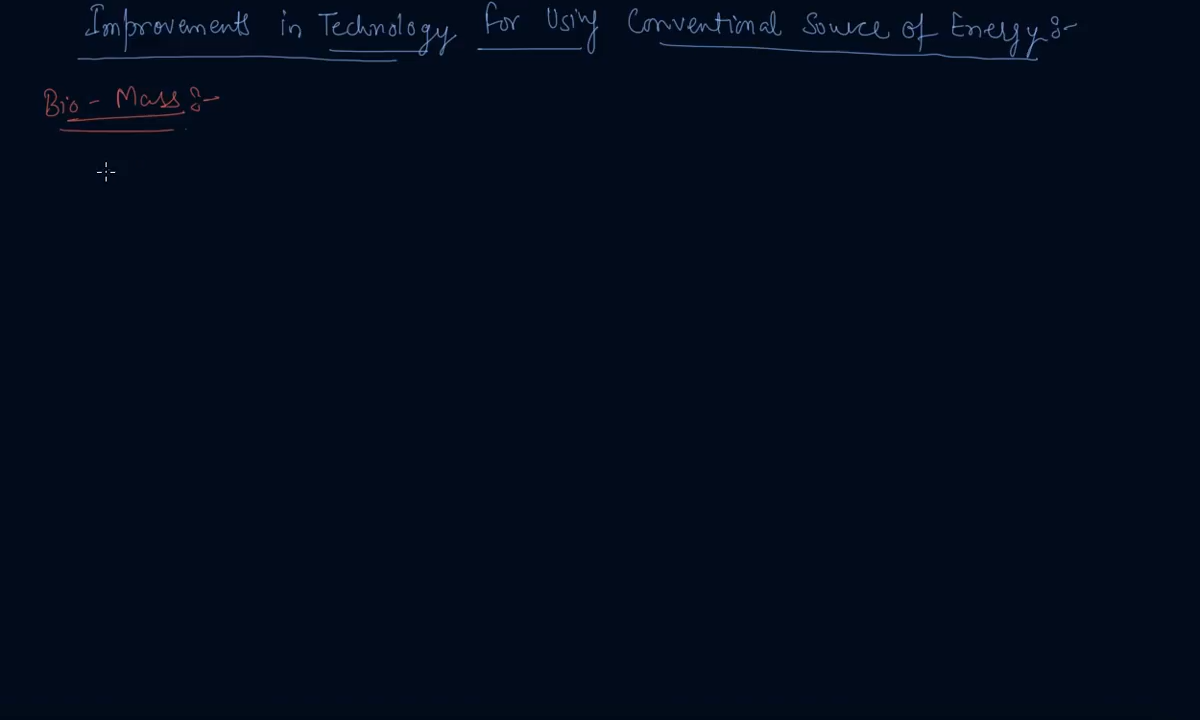 Improvements in Technology for Using Conventional Source of Energy:-
Bio - Mass :-